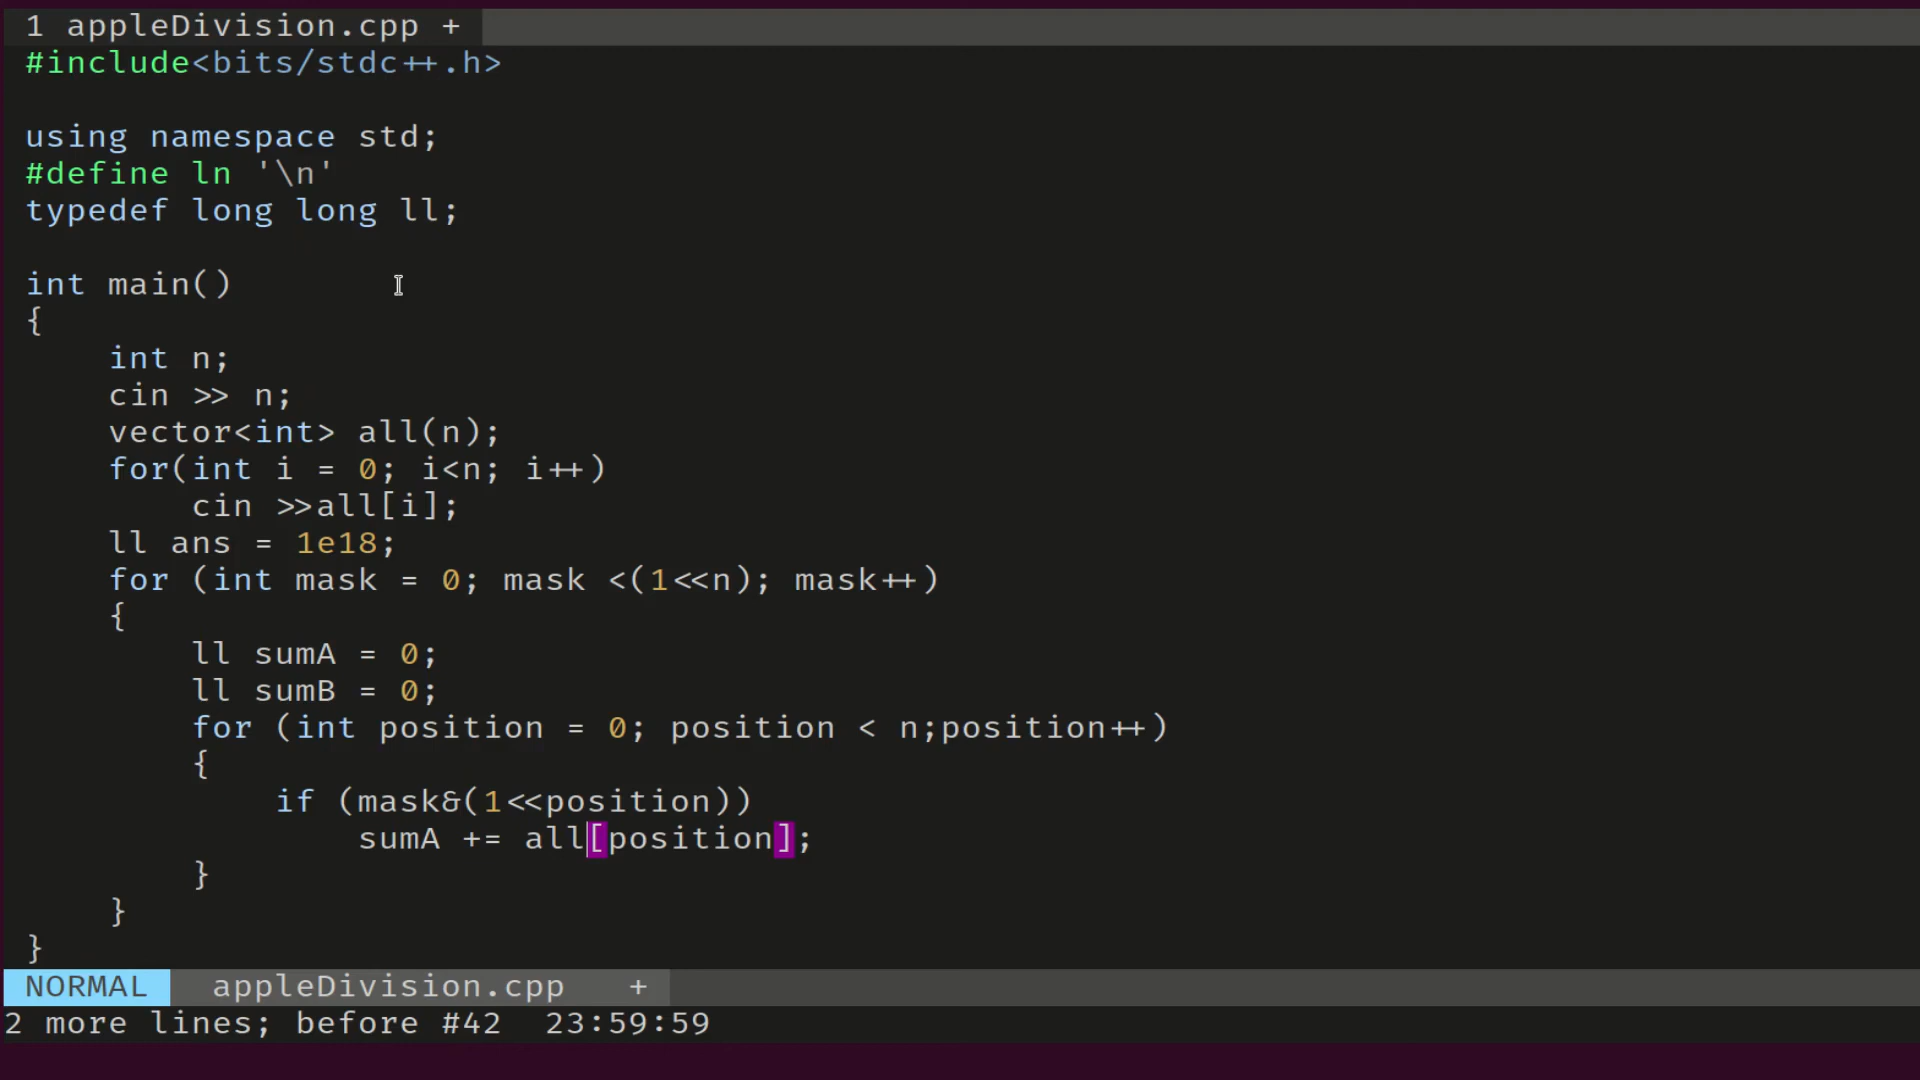 1 appleDivision.cpp +
#include<bits/stdc++.h>
using namespace std;
#define ln '\n'
typedef long long ll;
int main()
{
    int n;
    cin >> n;
    vector<int> all(n);
    for(int i = 0; i<n; i++)
        cin >>all[i];
    ll ans = 1e18;
    for (int mask = 0; mask <(1<<n); mask++)
    {
        ll sumA = 0;
        ll sumB = 0;
        for (int position = 0; position < n;position++)
        {
            if (mask&(1<<position))
                sumA += all[position];
        }
    }
}
NORMAL appleDivision.cpp +
2 more lines; before #42 23:59:59